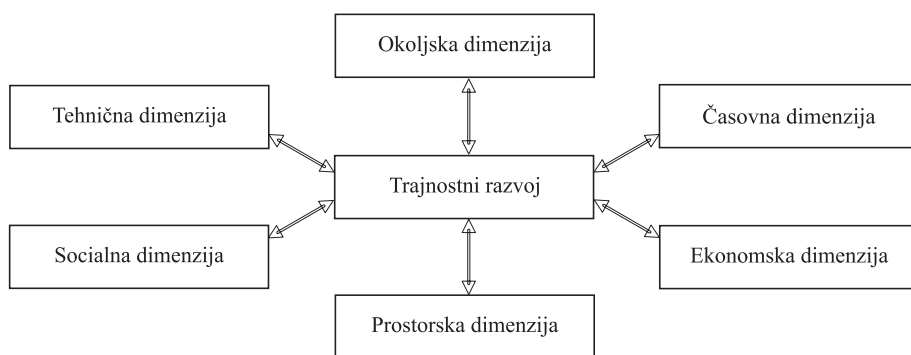 Okoljska dimenzija
Tehnična dimenzija
Časovna dimenzija
Trajnostni razvoj
Socialna dimenzija
Ekonomska dimenzija
Prostorska dimenzija